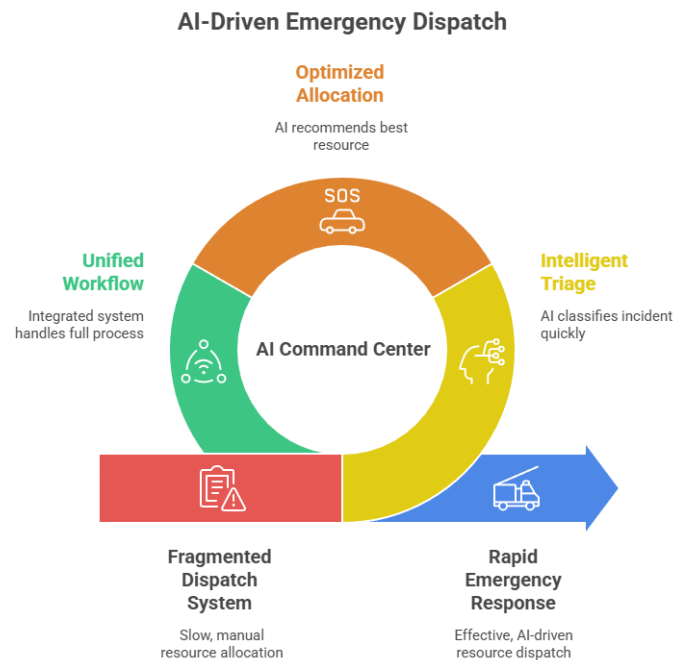 AI-Driven Emergency Dispatch
Optimized
Allocation
AI recommends best
resource
SOS
Unified
Workflow
Integrated system
handles full process
Intelligent
Triage
AI classifies incident
quickly
AI Command Center
Fragmented
Dispatch
System
Slow, manual
resource allocation
Rapid
Emergency
Response
Effective, AI-driven
resource dispatch